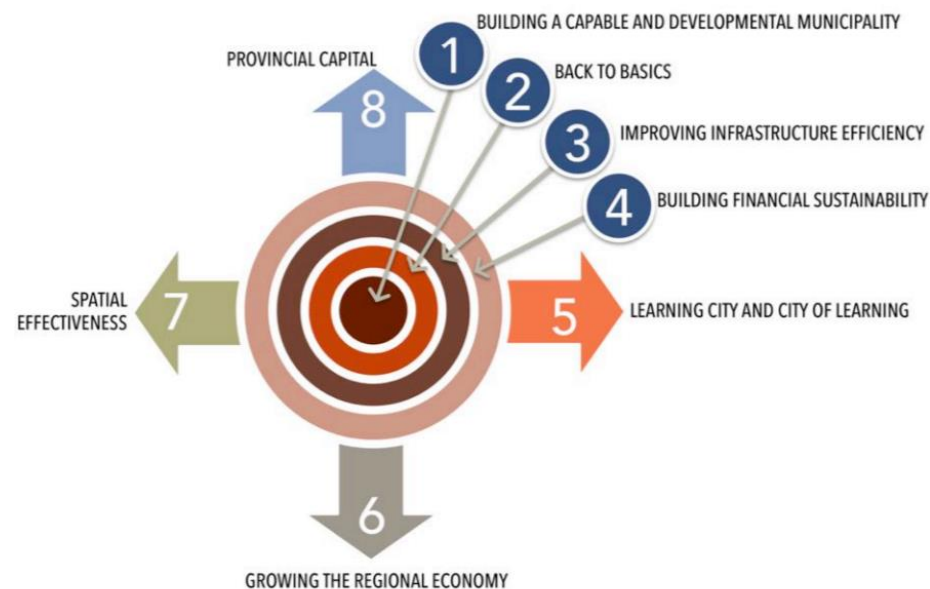 1
BUILDING A CAPABLE AND DEVELOPMENTAL MUNICIPALITY
2
BACK TO BASICS
3
IMPROVING INFRASTRUCTURE EFFICIENCY
4
BUILDING FINANCIAL SUSTAINABILITY
5
LEARNING CITY AND CITY OF LEARNING
6
GROWING THE REGIONAL ECONOMY
7
SPATIAL
EFFECTIVENESS
8
PROVINCIAL CAPITAL